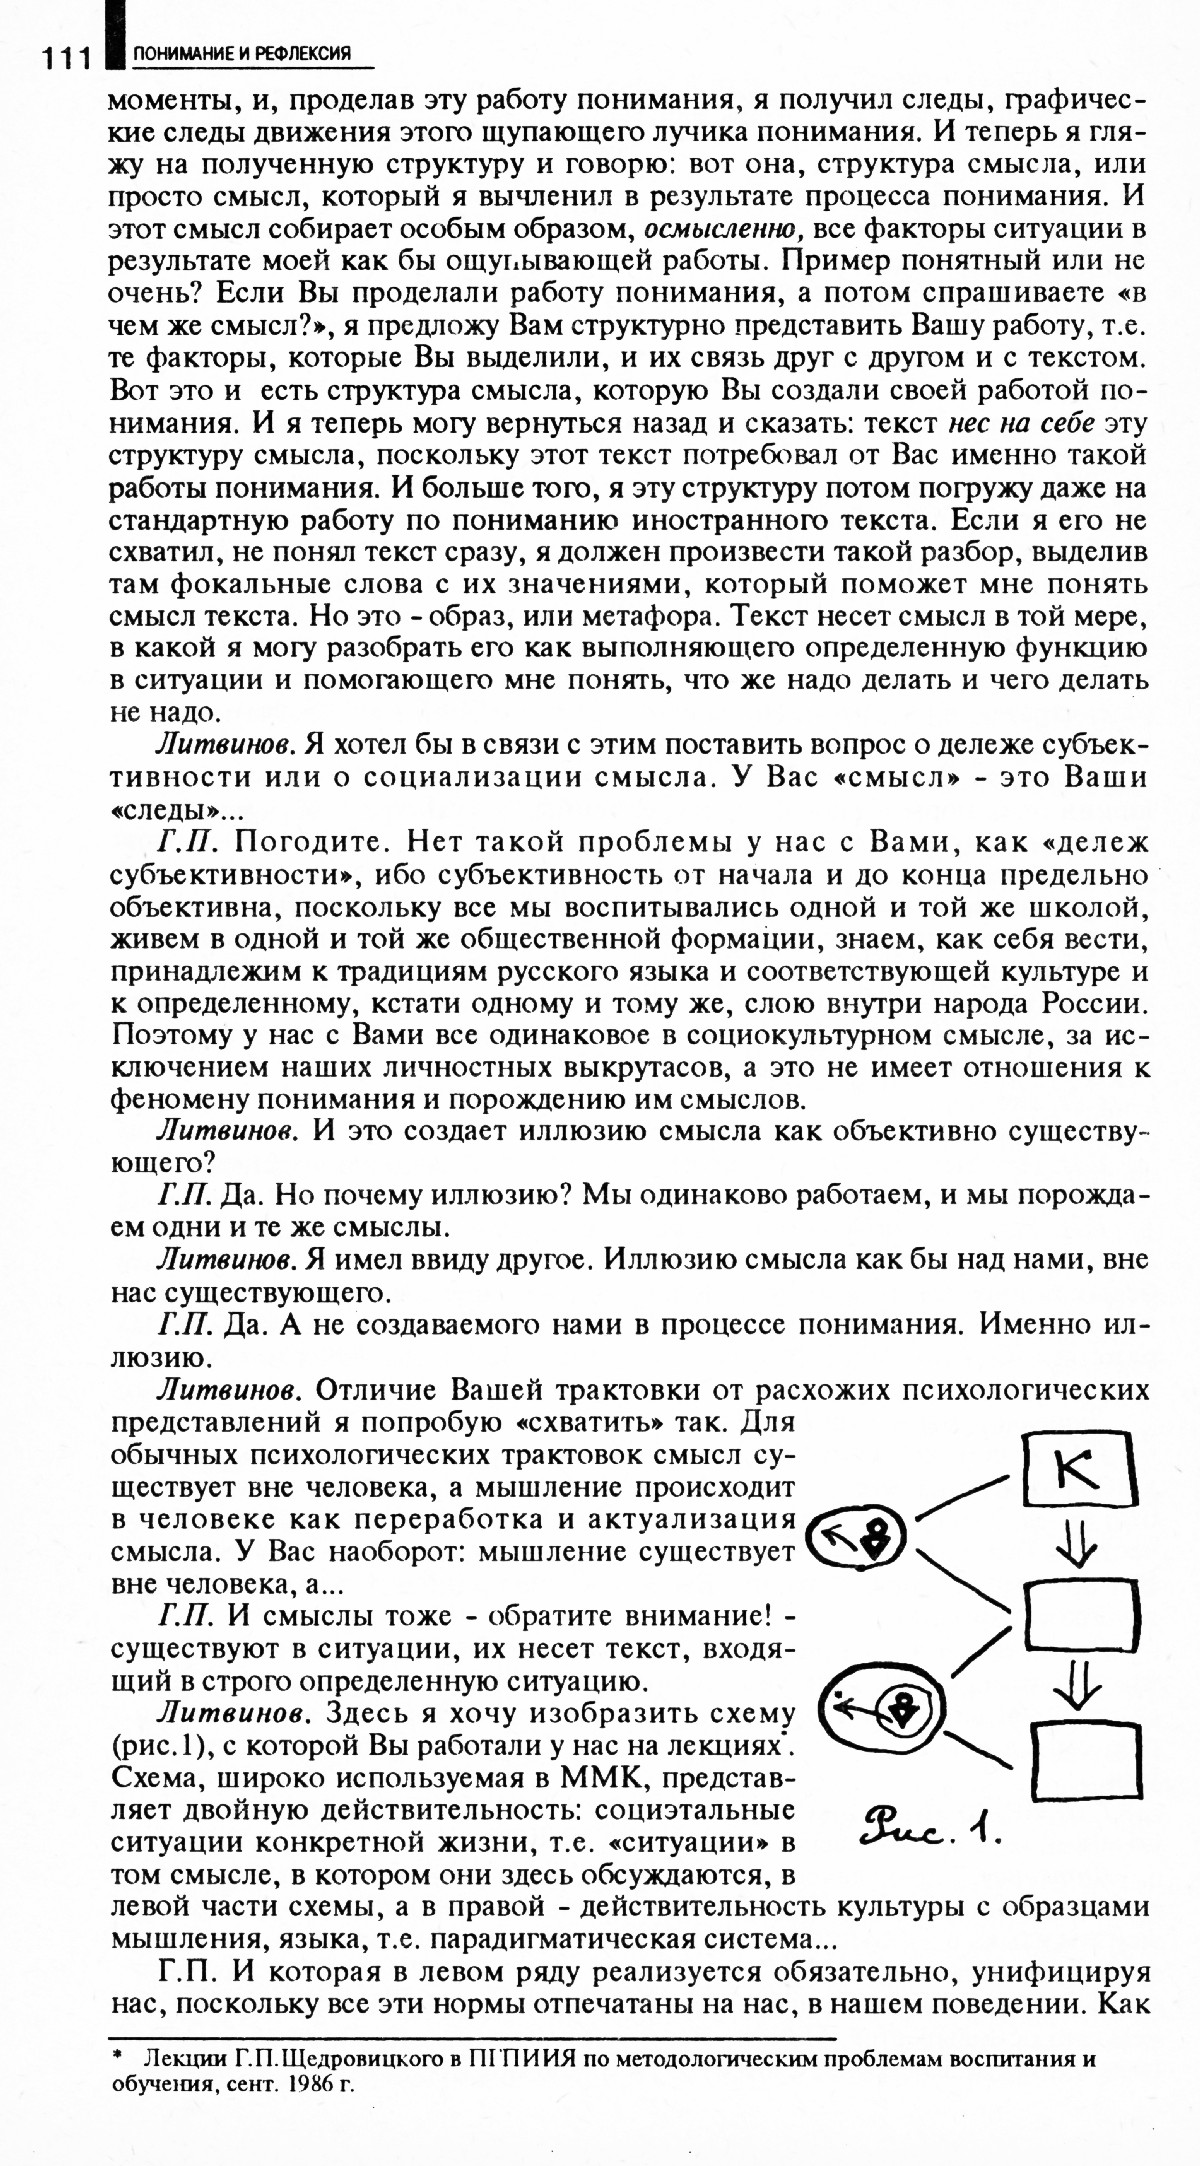 111
ПОНИМАНИЕ И РЕФЛЕКСИЯ
моменты, и, проделав эту работу понимания, я получил следы, графичес-
кие следы движения этого щупающего лучика понимания. И теперь я гля-
жу на полученную структуру и говорю: вот она, структура смысла, или
просто смысл, который я вычленил в результате процесса понимания. И
этот смысл собирает особым образом, осмысленно, все факторы ситуации в
результате моей как бы ощупывающей работы. Пример понятный или не
очень? Если Вы проделали работу понимания, а потом спрашиваете «в
чем же смысл?», я предложу Вам структурно представить Вашу работу, т.е.
те факторы, которые Вы выделили, и их связь друг с другом и с текстом.
Вот это и есть структура смысла, которую Вы создали своей работой по-
нимания. И я теперь могу вернуться назад и сказать: текст нес на себе эту
структуру смысла, поскольку этот текст потребовал от Вас именно такой
работы понимания. И больше того, я эту структуру потом погружу даже на
стандартную работу по пониманию иностранного текста. Если я его не
схватил, не понял текст сразу, я должен произвести такой разбор, выделив
там фокальные слова с их значениями, который поможет мне понять
смысл текста. Но это - образ, или метафора. Текст несет смысл в той мере,
в какой я могу разобрать его как выполняющего определенную функцию
в ситуации и помогающего мне понять, что же надо делать и чего делать
не надо.
Литвинов. Я хотел бы в связи с этим поставить вопрос о дележе субъек-
тивности или о социализации смысла. У Вас «смысл» - это Ваши
«следы»...
Г.П. Погодите. Нет такой проблемы у нас с Вами, как «дележ
субъективности», ибо субъективность от начала и до конца предельно
объективна, поскольку все мы воспитывались одной и той же школой,
живем в одной и той же общественной формации, знаем, как себя вести,
принадлежим к традициям русского языка и соответствующей культуре и
к определенному, кстати одному и тому же, слою внутри народа России.
Поэтому у нас с Вами все одинаковое в социокультурном смысле, за ис-
ключением наших личностных выкрутасов, а это не имеет отношения к
феномену понимания и порождению им смыслов.
Литвинов. И это создает иллюзию смысла как объективно существу-
ющего?
Г.П. Да. Но почему иллюзию? Мы одинаково работаем, и мы порожда-
ем одни и те же смыслы.
Литвинов. Я имел ввиду другое. Иллюзию смысла как бы над нами, вне
нас существующего.
Г.П. Да. А не создаваемого нами в процессе понимания. Именно ил-
люзию.
Литвинов. Отличие Вашей трактовки от расхожих психологических
представлений я попробую «схватить» так. Для
обычных психологических трактовок смысл су-
ществует вне человека, а мышление происходит
в человеке как переработка и актуализация
смысла. У Вас наоборот: мышление существует
вне человека, а...
Г.П. И смыслы тоже - обратите внимание! -
существуют в ситуации, их несет текст, входя-
щий в строго определенную ситуацию.
Литвинов. Здесь я хочу изобразить схему
(рис.1), с которой Вы работали у нас на лекциях*.
Схема, широко используемая в ММК, представ-
ляет двойную действительность: социэтальные
ситуации конкретной жизни, т.е. «ситуации» в
том смысле, в котором они здесь обсуждаются, в
левой части схемы, а в правой - действительность культуры с образцами
мышления, языка, т.е. парадигматическая система...
Г.П. И которая в левом ряду реализуется обязательно, унифицируя
нас, поскольку все эти нормы отпечатаны на нас, в нашем поведении. Как
К
Рис. 1.
* Лекции Г.П.Щедровицкого в ПГПИИЯ по методологическим проблемам воспитания и
обучения, сент. 1986 г.